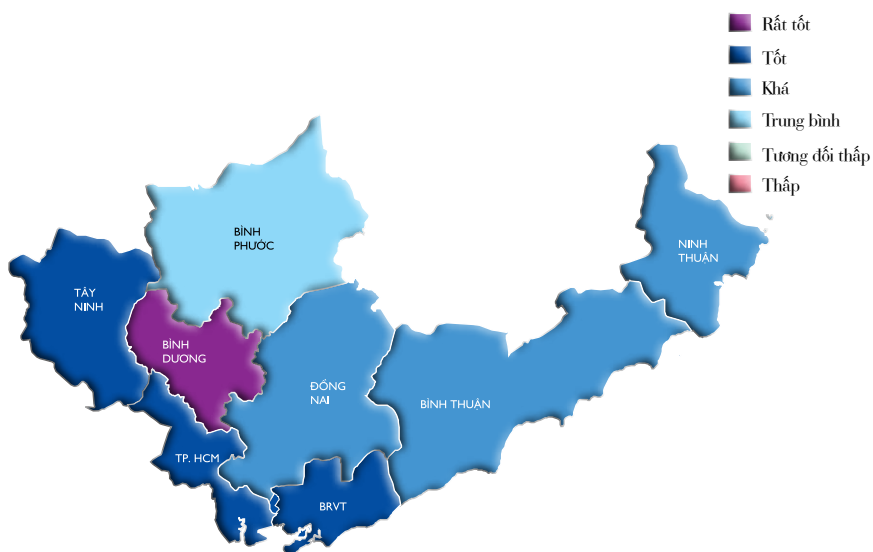 Rất tốt
Tốt
Khá
Trung bình
Tương đối thấp
Thấp
BÌNH
PHƯỚC
NINH
THUẬN
TÂY
NINH
BÌNH
DƯƠNG
ĐỒNG
NAI
BÌNH THUẬN
TP. HCM
BRVT